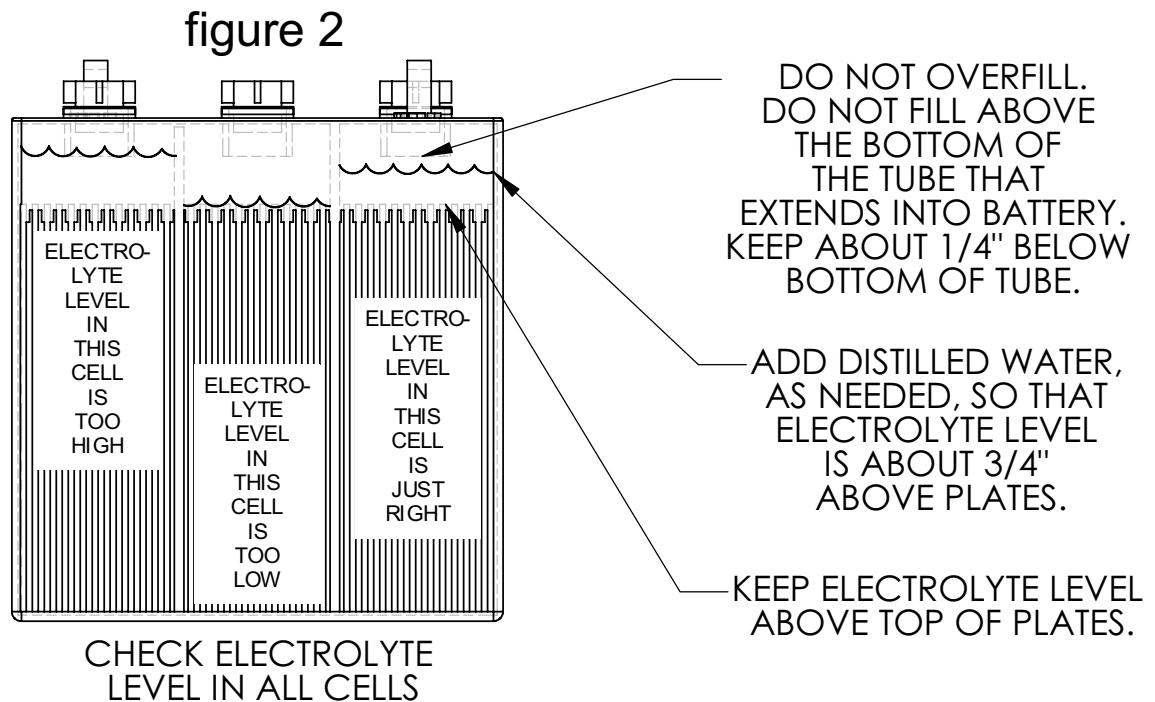 figure 2
ELECTRO-
LYTE
LEVEL
IN
THIS
CELL
IS
TOO
HIGH
ELECTRO-
LYTE
LEVEL
IN
THIS
CELL
IS
TOO
LOW
ELECTRO-
LYTE
LEVEL
IN
THIS
CELL
IS
JUST
RIGHT
CHECK ELECTROLYTE
LEVEL IN ALL CELLS
DO NOT OVERFILL.
DO NOT FILL ABOVE
THE BOTTOM OF
THE TUBE THAT
EXTENDS INTO BATTERY.
KEEP ABOUT 1/4" BELOW
BOTTOM OF TUBE.
ADD DISTILLED WATER,
AS NEEDED, SO THAT
ELECTROLYTE LEVEL
IS ABOUT 3/4"
ABOVE PLATES.
KEEP ELECTROLYTE LEVEL
ABOVE TOP OF PLATES.